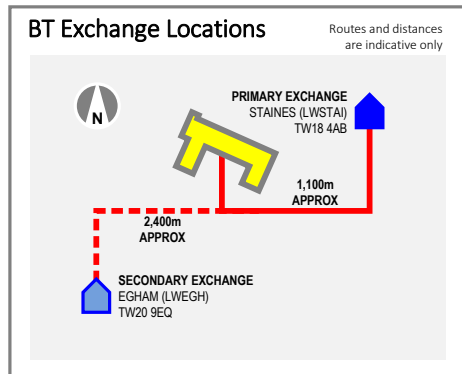 BT Exchange Locations
Routes and distances
are indicative only
N
PRIMARY EXCHANGE
STAINES (LWSTAI)
TW18 4AB
1,100m
APPROX
2,400m
APPROX
SECONDARY EXCHANGE
EGHAM (LWEGH)
TW20 9EQ